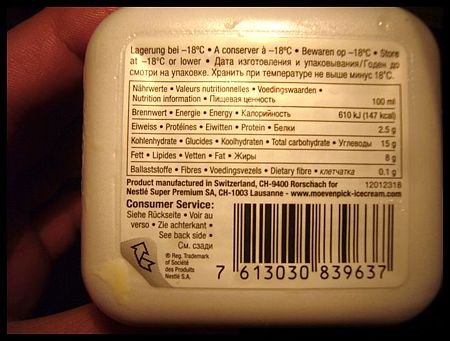 Lagerung bei –18ºC • A conserver à –18ºC • Bewaren op –18ºC • Store
at –18ºC or lower • Дата изготовления и упаковывания/Годен до
смотри на упаковке. Хранить при температуре не выше минус 18°С.
Nährwerte • Valeurs nutritionnelles • Voedingswaarden •
Nutrition information • Пищевая ценность 100 ml
Brennwert • Energie • Energy • Калорийность 610 kJ (147 kcal)
Eiweiss • Protéines • Eiwitten • Protein • Белки 2.5 g
Kohlenhydrate • Glucides • Koolhydraten • Total carbohydrate • Углеводы 15 g
Fett • Lipides • Vetten • Fat • Жиры 8 g
Ballaststoffe • Fibres • Voedingsvezels • Dietary fibre • клетчатка 0.1 g
Product manufactured in Switzerland, CH-9400 Rorschach for 12012318
Nestlé Super Premium SA, CH-1003 Lausanne - www.moevenpick-icecream.com
Consumer Service:
Siehe Rückseite • Voir au
verso • Zie achterkant •
See back side •
См. сзади
® Reg. Trademark
of Société
des Produits
Nestlé S.A.
7 613030 839637